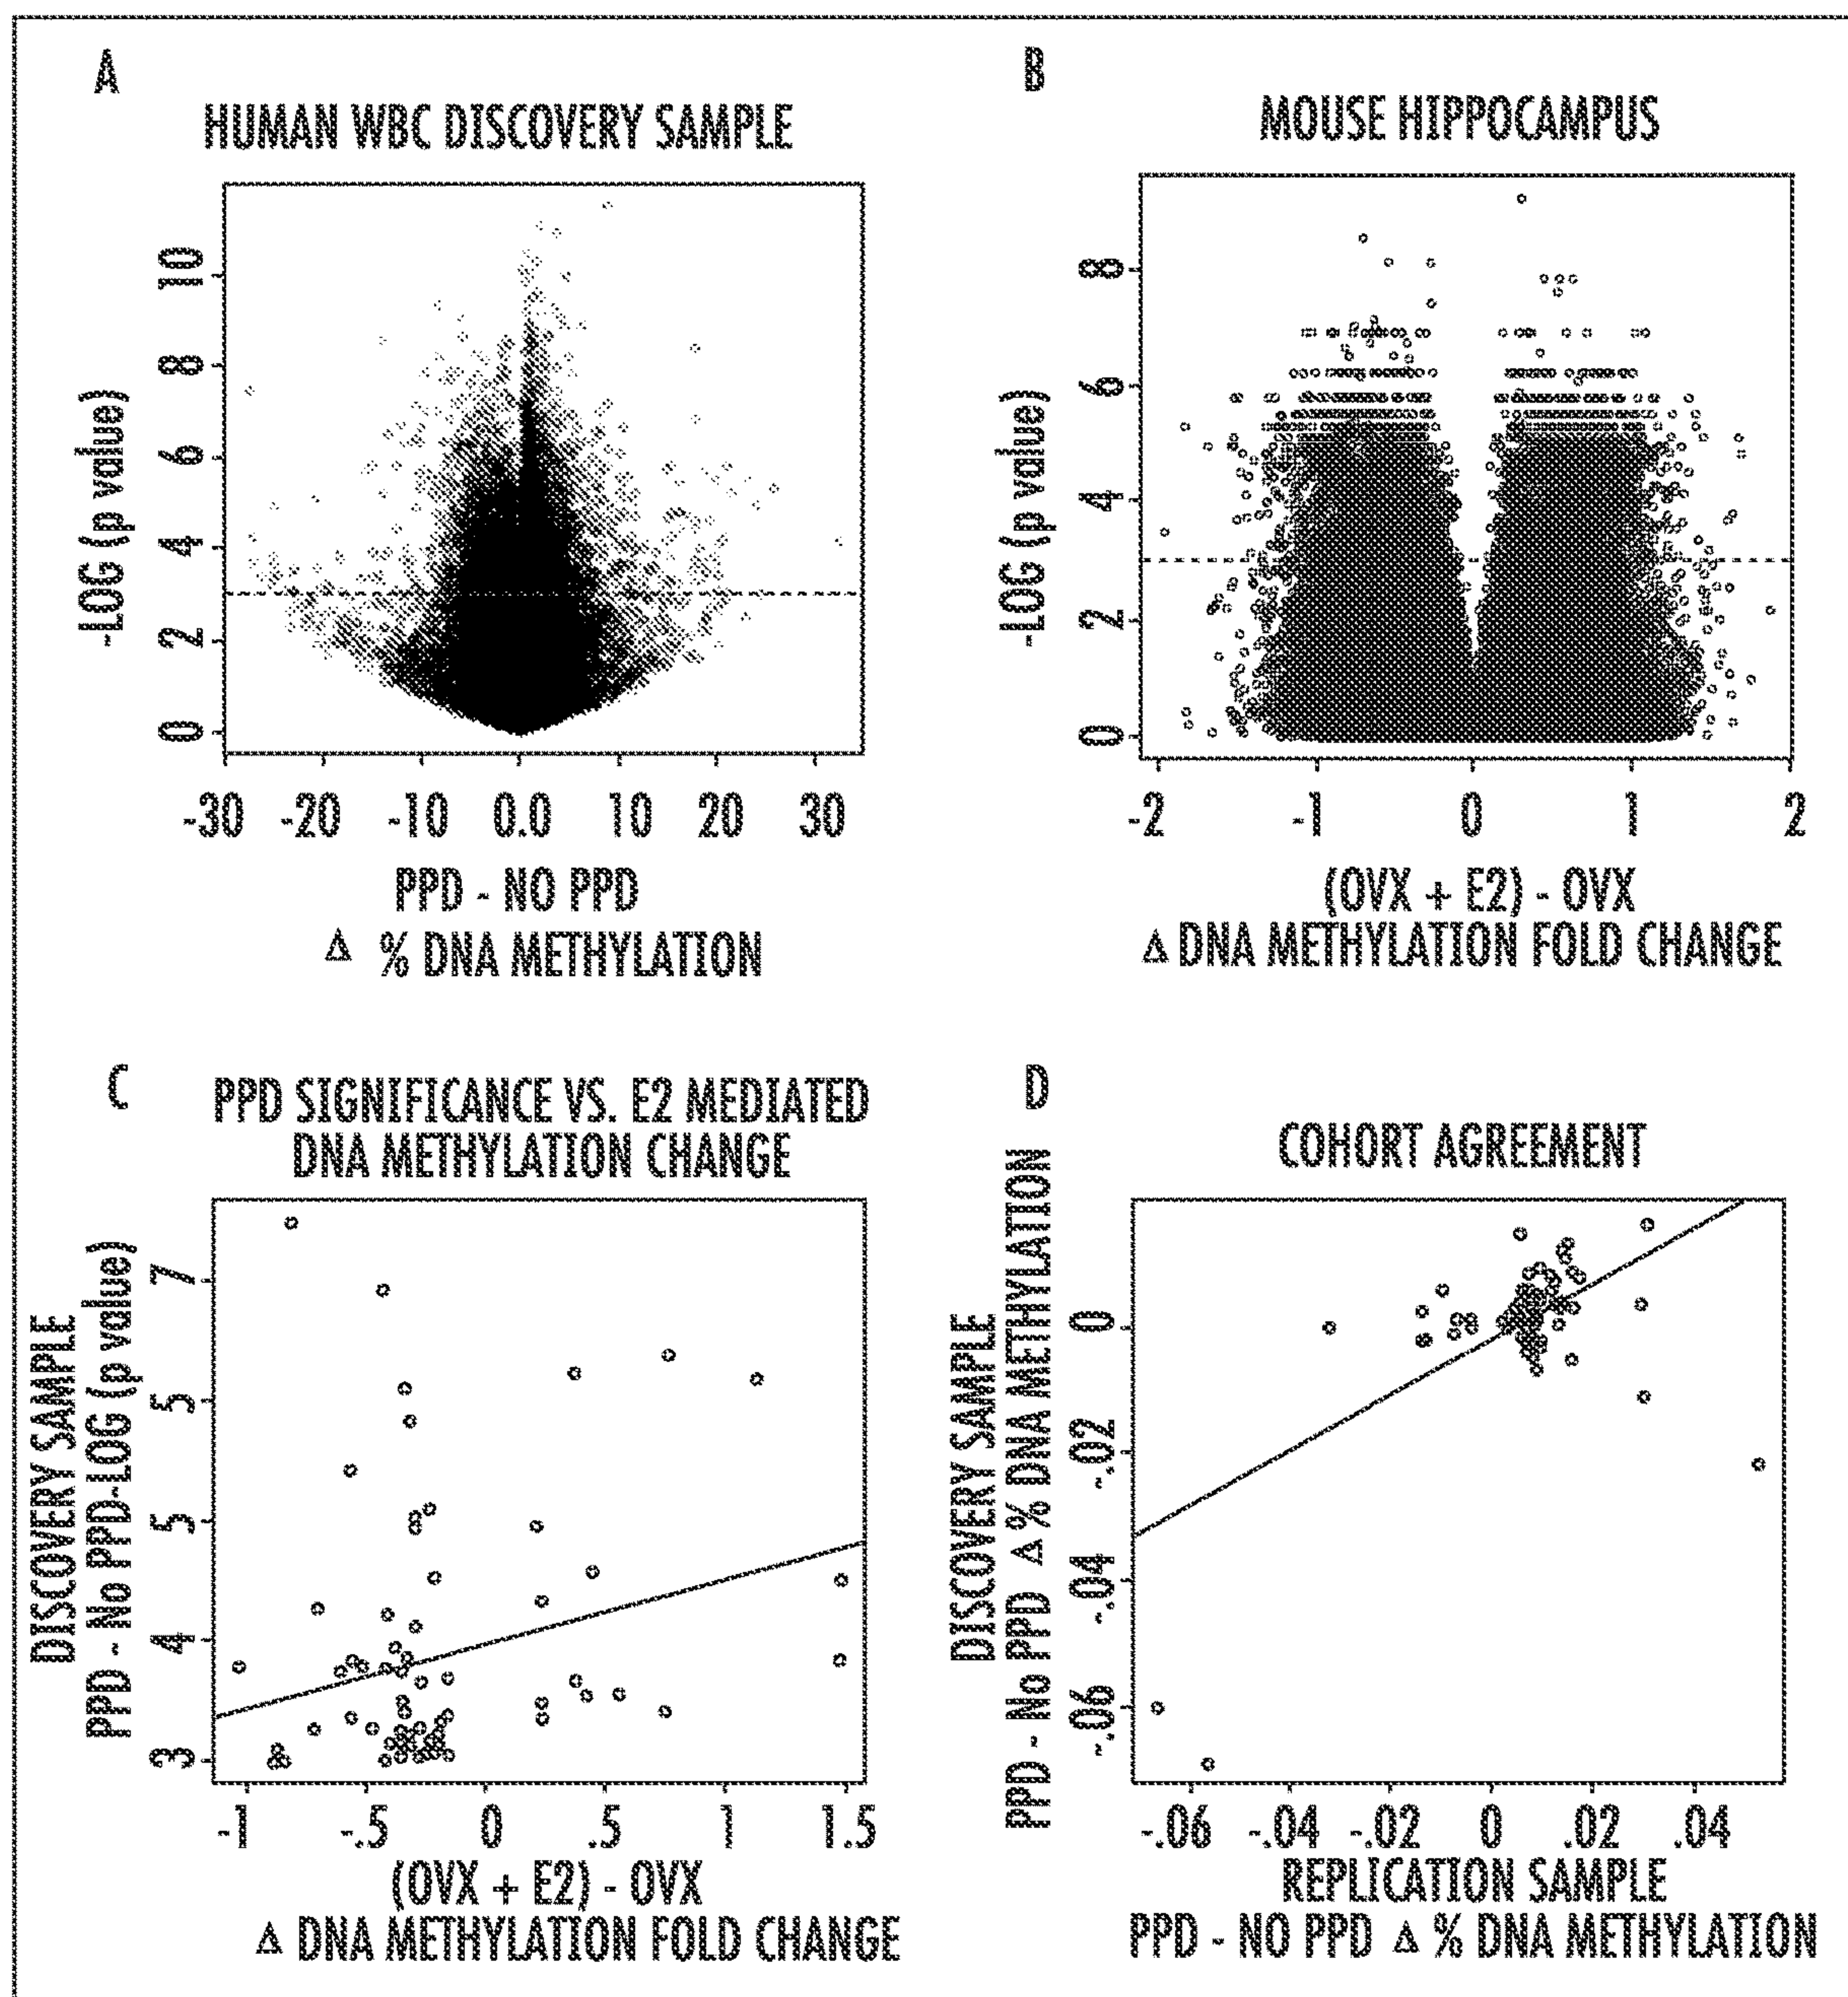 A
HUMAN WBC DISCOVERY SAMPLE
-LOG (p value)
10
8
6
4
2
0
-30 -20 -10 0.0 10 20 30
PPD - NO PPD
Δ % DNA METHYLATION
B
MOUSE HIPPOCAMPUS
-LOG (p value)
8
6
4
2
0
-2 -1 0 1 2
(OVX + E2) - OVX
Δ DNA METHYLATION FOLD CHANGE
C
PPD SIGNIFICANCE VS. E2 MEDIATED
DNA METHYLATION CHANGE
DISCOVERY SAMPLE
PPD - No PPD-LOG (p value)
7
5
5
4
3
-1 -.5 0 .5 1 1.5
(OVX + E2) - OVX
Δ DNA METHYLATION FOLD CHANGE
D
COHORT AGREEMENT
DISCOVERY SAMPLE
PPD - No PPD Δ % DNA METHYLATION
0
-.02
-.04
-.06
-.06 -.04 -.02 0 .02 .04
REPLICATION SAMPLE
PPD - NO PPD Δ % DNA METHYLATION